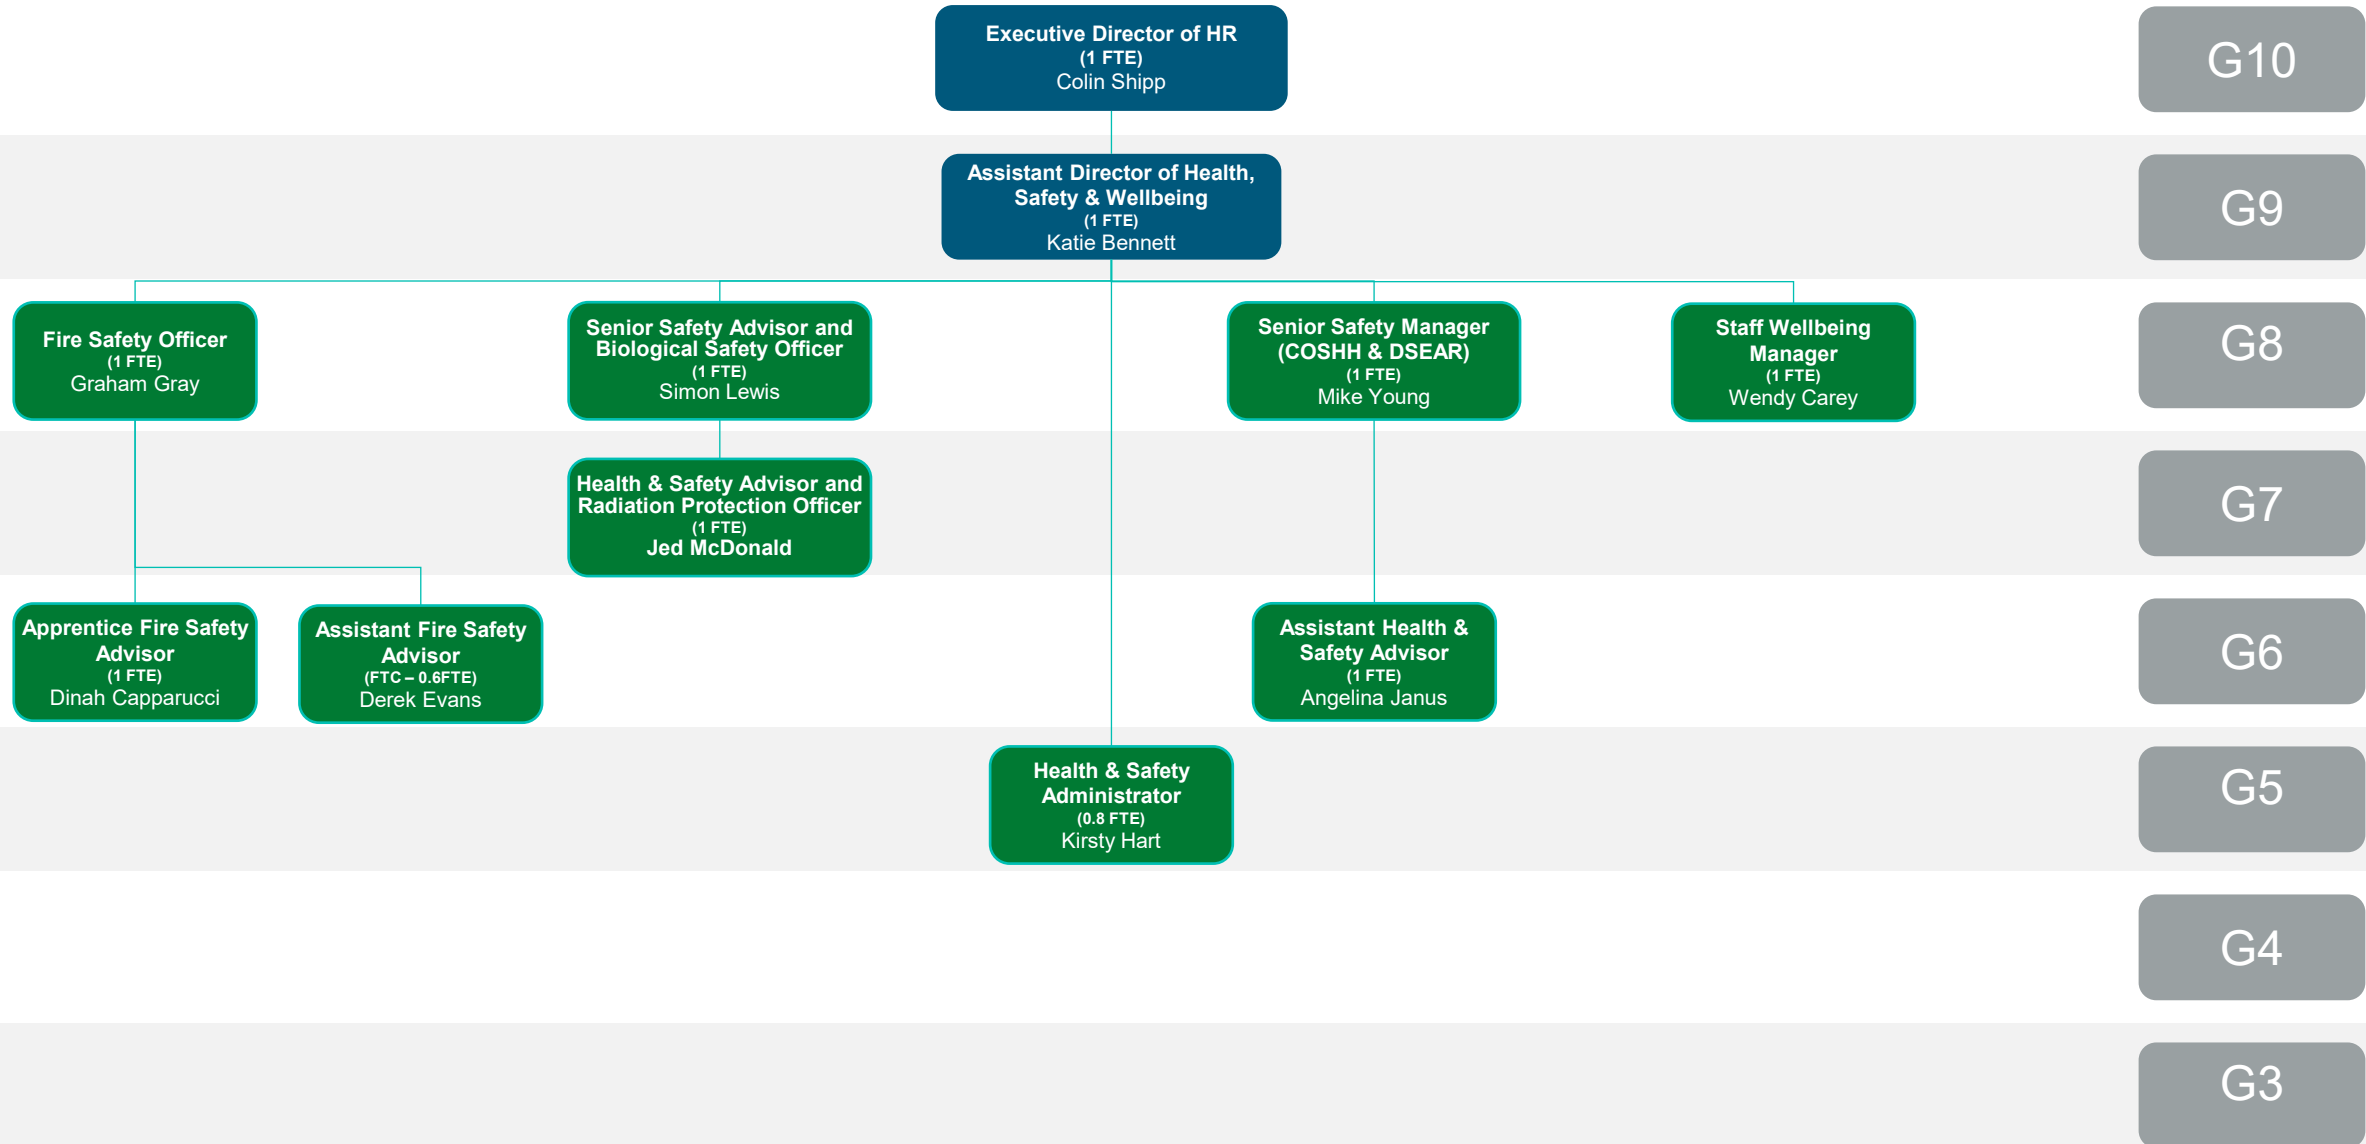 Executive Director of HR
(1 FTE)
Colin Shipp
G10
Assistant Director of Health,
Safety & Wellbeing
(1 FTE)
Katie Bennett
G9
Fire Safety Officer
(1 FTE)
Graham Gray
Senior Safety Advisor and
Biological Safety Officer
(1 FTE)
Simon Lewis
Senior Safety Manager
(COSHH & DSEAR)
(1 FTE)
Mike Young
Staff Wellbeing
Manager
(1 FTE)
Wendy Carey
G8
Health & Safety Advisor and
Radiation Protection Officer
(1 FTE)
Jed McDonald
G7
Apprentice Fire Safety
Advisor
(1 FTE)
Dinah Capparucci
Assistant Fire Safety
Advisor
(FTC – 0.6FTE)
Derek Evans
Assistant Health &
Safety Advisor
(1 FTE)
Angelina Janus
G6
Health & Safety
Administrator
(0.8 FTE)
Kirsty Hart
G5
G4
G3